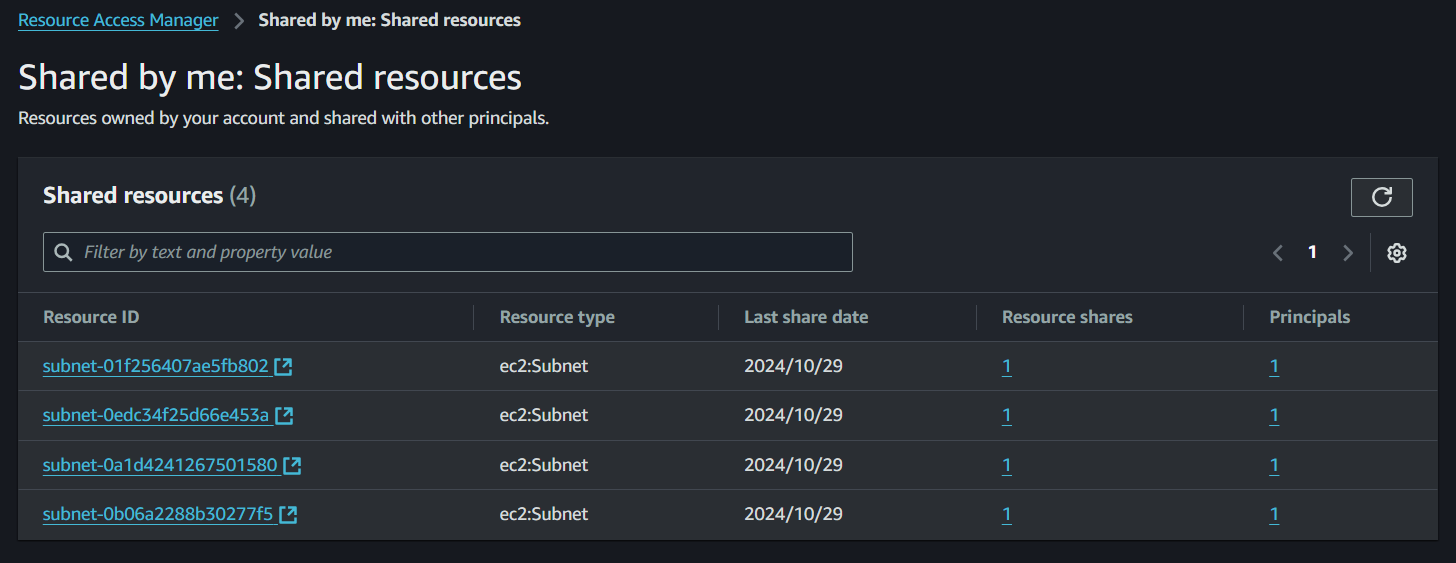 Resource Access Manager > Shared by me: Shared resources
Shared by me: Shared resources
Resources owned by your account and shared with other principals.
Shared resources (4)
Filter by text and property value
1
Resource ID Resource type Last share date Resource shares Principals
subnet-01f256407ae5fb802 ec2:Subnet 2024/10/29 1 1
subnet-0edc34f25d66e453a ec2:Subnet 2024/10/29 1 1
subnet-0a1d4241267501580 ec2:Subnet 2024/10/29 1 1
subnet-0b06a2288b30277f5 ec2:Subnet 2024/10/29 1 1